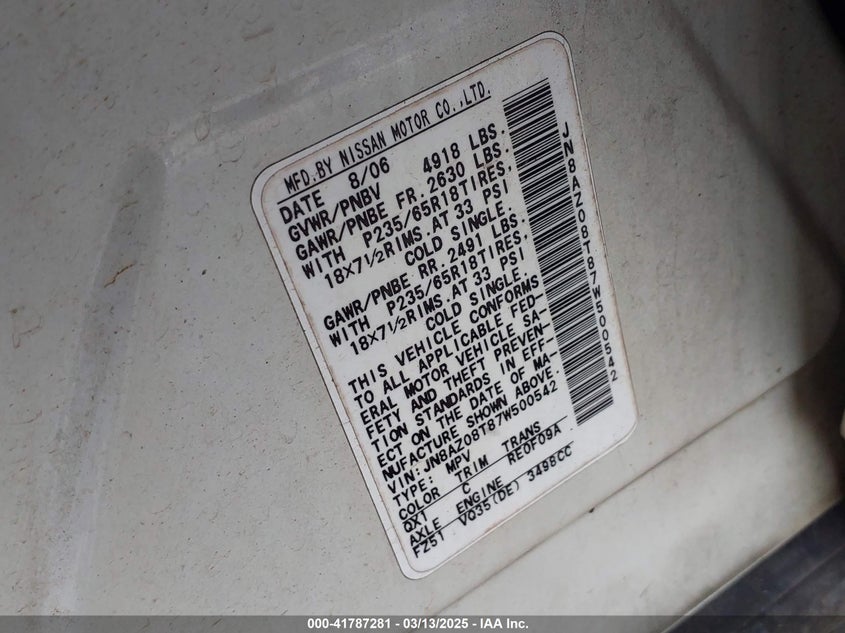 MFD.BY NISSAN MOTOR CO.,LTD.
DATE 8/06
GVWR/PNBV 4918 LBS.
GAWR/PNBE FR. 2630 LBS.
WITH P235/65R18TIRES,
18×7½RIMS.AT 33 PSI
COLD SINGLE.
GAWR/PNBE RR. 2491 LBS.
WITH P235/65R18TIRES,
18×7½RIMS.AT 33 PSI
COLD SINGLE.
THIS VEHICLE CONFORMS
TO ALL APPLICABLE FED-
ERAL MOTOR VEHICLE SA-
FETY AND THEFT PREVEN-
TION STANDARDS IN EFF-
ECT ON THE DATE OF MA-
NUFACTURE SHOWN ABOVE.
VIN:JN8AZ08T87W500542
TYPE: MPV
COLOR TRIM TRANS
QX1 C RE0F09A
AXLE ENGINE
FZ51 VQ35(DE) 3498CC
JN8AZ08T87W500542
000-41787281 - 03/13/2025 - IAA Inc.